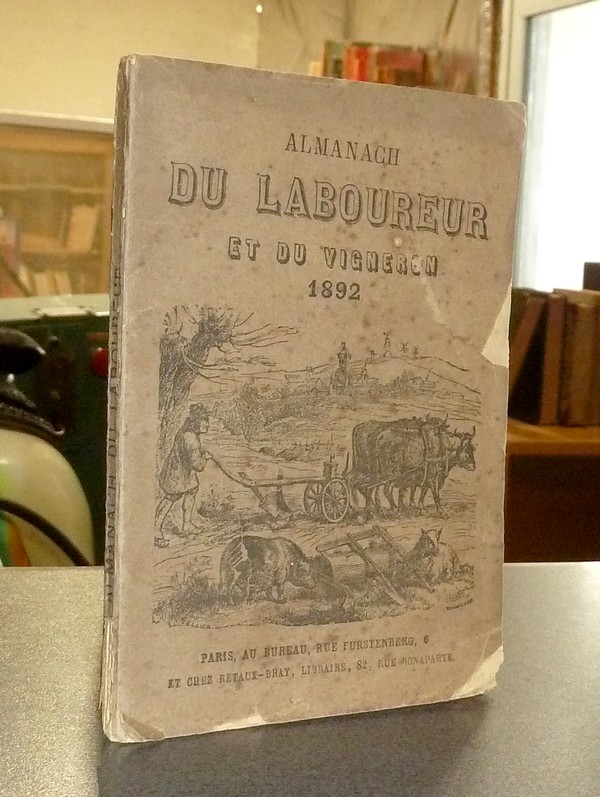 ALMANACH
DU LABOUREUR
ET DU VIGNERON
1892
PARIS, AU BUREAU, RUE FURSTENBERG, 6
ET CHEZ RETAUX-BRAY, LIBRAIRE, 82, RUE BONAPARTE.
ALMANACH DU LABOUREUR